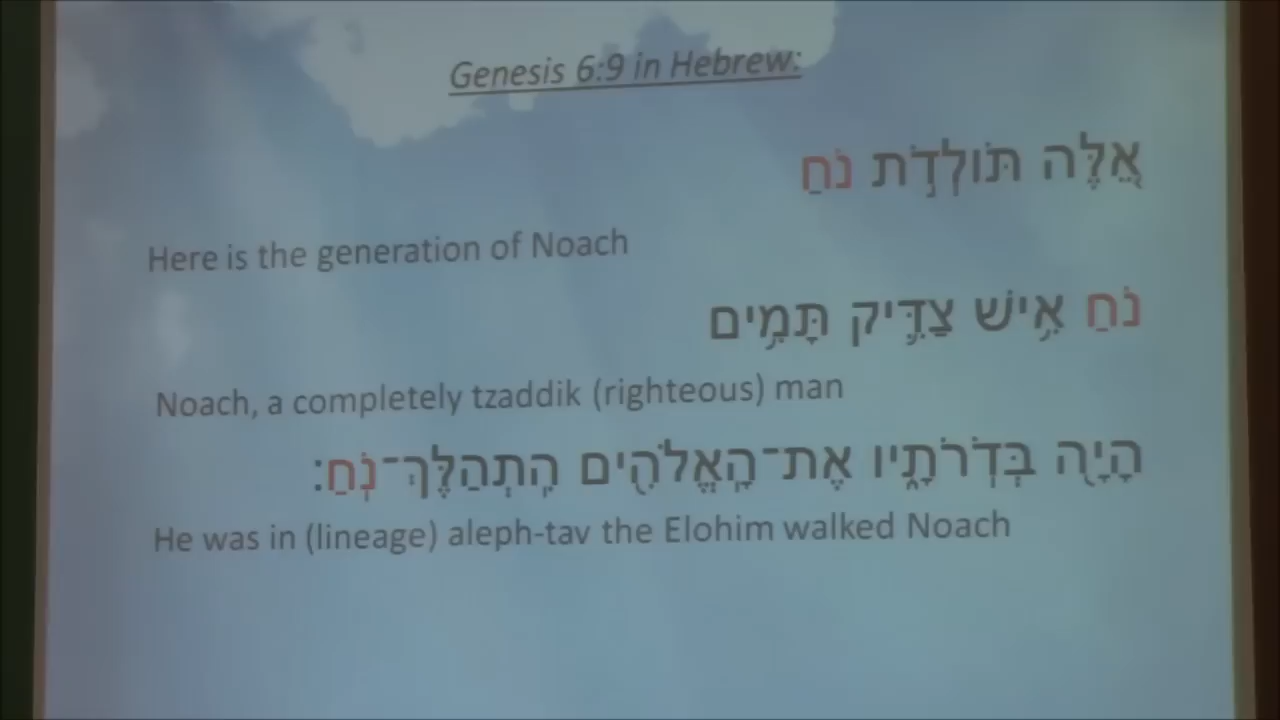 Genesis 6:9 in Hebrew:
אֵ֚לֶּה תּוֹלְדֹ֣ת נֹ֔חַ
Here is the generation of Noach
נֹ֗חַ אִ֥ישׁ צַדִּ֛יק תָּמִ֥ים
Noach, a completely tzaddik (righteous) man
הָיָ֖ה בְּדֹֽרֹתָ֑יו אֶת־הָֽאֱלֹהִ֖ים הִֽתְהַלֶּךְ־נֹֽחַ׃
He was in (lineage) aleph-tav the Elohim walked Noach